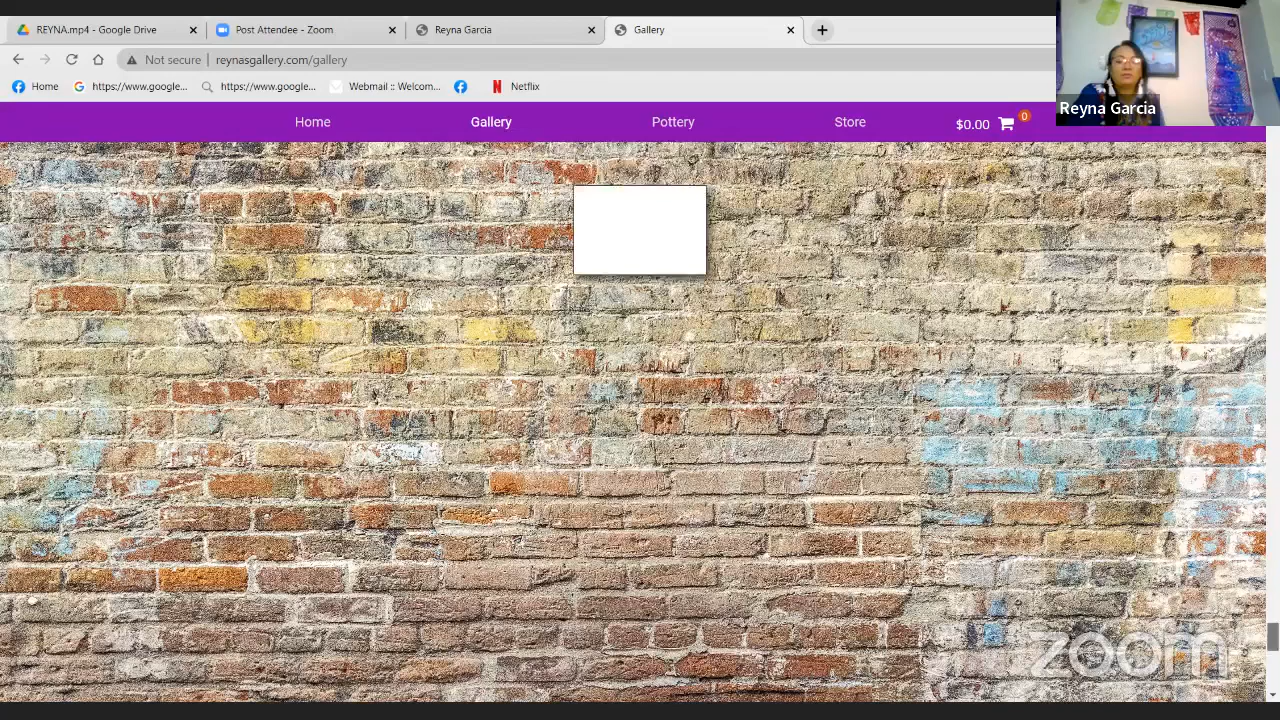 REYNA.mp4 - Google Drive
Post Attendee - Zoom
Reyna Garcia
Gallery
Not secure
reynasgallery.com/gallery
Home
https://www.google...
https://www.google...
Webmail :: Welcom...
Netflix
Reyna Garcia
Home
Gallery
Pottery
Store
$0.00
0
zoom